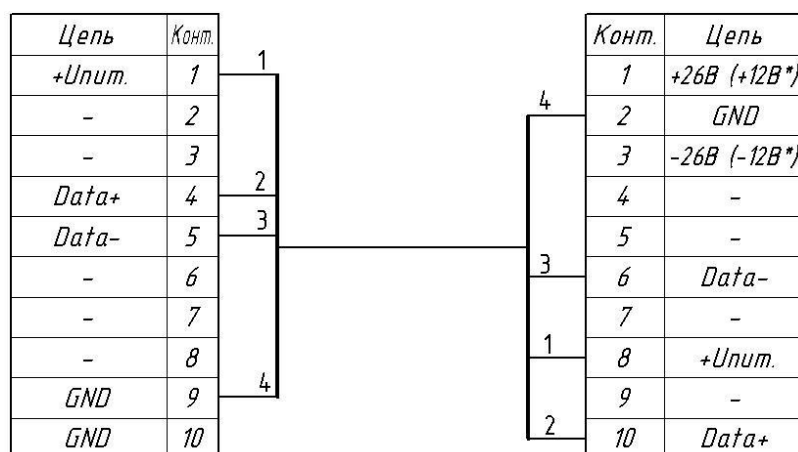 Цепь Конт. Конт. Цепь
+Uпит. 1 1 1 +26В (+12В*)
- 2 4 2 GND
- 3 3 -26В (-12В*)
Data+ 4 2 4 -
Data- 5 3 5 -
- 6 3 6 Data-
- 7 7 -
- 8 1 8 +Uпит.
GND 9 4 9 -
GND 10 2 10 Data+